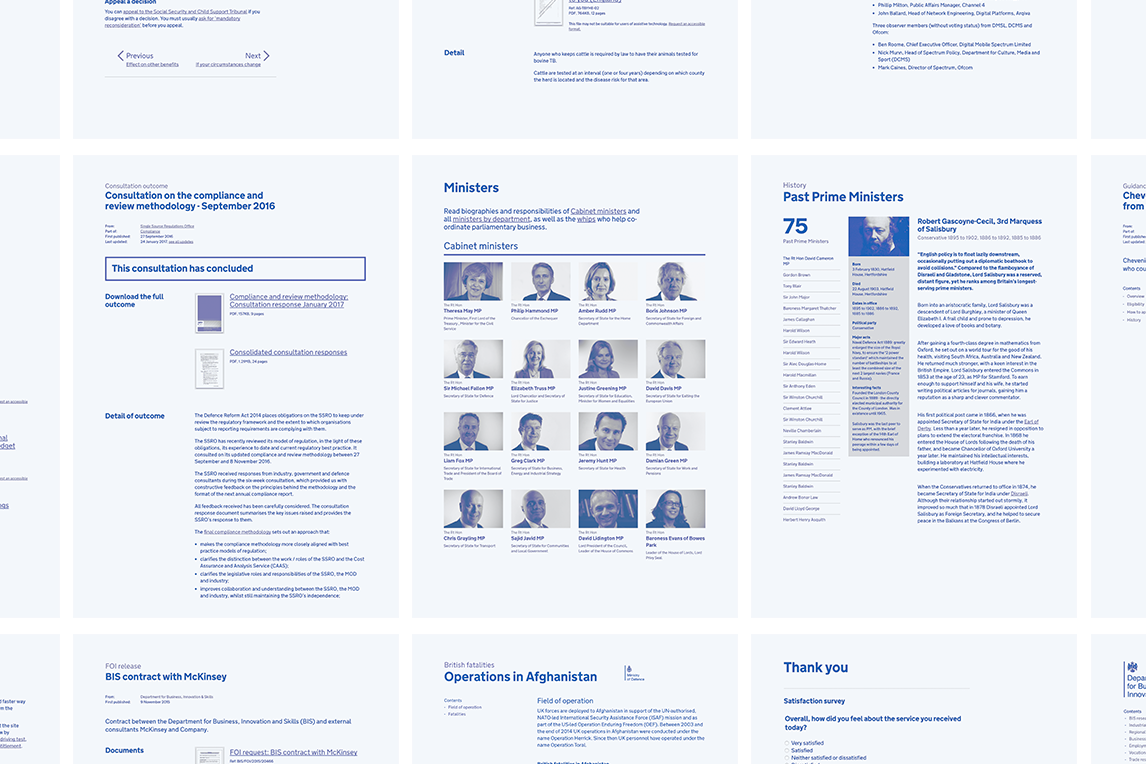 Appeal a decision
You can appeal to the Social Security and Child Support Tribunal if you
disagree with a decision. You must usually ask for 'mandatory
reconsideration' before you appeal.
Previous
Effect on other benefits
Next
If your circumstances change
This file may not be suitable for users of assistive technology. Request an accessible
format.
Detail
Anyone who keeps cattle is required by law to have their animals tested for
bovine TB.
Cattle are tested at an interval (one or four years) depending on which county
the herd is located and the disease risk for that area.
Phillip Milton, Public Affairs Manager, Channel 4
John Ballard, Head of Network Engineering, Digital Platforms, Arqiva
Three observer members (without voting status) from DMSL, DCMS and
Ofcom:
Ben Roome, Chief Executive Officer, Digital Mobile Spectrum Limited
Nick Munn, Head of Spectrum Policy, Department for Culture, Media and
Sport (DCMS)
Mark Caines, Director of Spectrum, Ofcom
Consultation outcome
Consultation on the compliance and
review methodology - September 2016
From: Single Source Regulations Office
Part of: Compliance
First published: 27 September 2016
Last updated: 24 January 2017, see all updates
This consultation has concluded
Download the full
outcome
Compliance and review methodology:
Consultation response January 2017
PDF, 157KB, 9 pages
Consolidated consultation responses
PDF, 1.29MB, 24 pages
Detail of outcome
The Defence Reform Act 2014 places obligations on the SSRO to keep under
review the regulatory framework and the extent to which organisations
subject to reporting requirements are complying with them.
The SSRO has recently reviewed its model of regulation, in the light of these
obligations, its experience to date and current regulatory best practice. It
consulted on its updated compliance and review methodology between 27
September and 8 November 2016.
The SSRO received responses from industry, government and defence
consultants during the six-week consultation, which provided us with
constructive feedback on the principles behind the methodology and the
format of the next annual compliance report.
All feedback received has been carefully considered. The consultation
response document summarises the key issues raised and provides the
SSRO's response to them.
The final compliance methodology sets out an approach that:
makes the compliance methodology more closely aligned with best
practice models of regulation;
clarifies the distinction between the work / roles of the SSRO and the Cost
Assurance and Analysis Service (CAAS);
clarifies the legislative roles and responsibilities of the SSRO, the MOD
and industry;
improves collaboration and understanding between the SSRO, the MOD
and industry, whilst still maintaining the SSRO's independence;
Ministers
Read biographies and responsibilities of Cabinet ministers and
all ministers by department, as well as the whips who help co-
ordinate parliamentary business.
Cabinet ministers
The Rt Hon
Theresa May MP
Prime Minister, First Lord of the
Treasury, Minister for the Civil
Service
The Rt Hon
Philip Hammond MP
Chancellor of the Exchequer
The Rt Hon
Amber Rudd MP
Secretary of State for the Home
Department
The Rt Hon
Boris Johnson MP
Secretary of State for Foreign and
Commonwealth Affairs
The Rt Hon
Sir Michael Fallon MP
Secretary of State for Defence
The Rt Hon
Elizabeth Truss MP
Lord Chancellor and Secretary of
State for Justice
The Rt Hon
Justine Greening MP
Secretary of State for Education,
Minister for Women and Equalities
The Rt Hon
David Davis MP
Secretary of State for Exiting the
European Union
The Rt Hon
Liam Fox MP
Secretary of State for International
Trade and President of the Board of
Trade
The Rt Hon
Greg Clark MP
Secretary of State for Business,
Energy and Industrial Strategy
The Rt Hon
Jeremy Hunt MP
Secretary of State for Health
The Rt Hon
Damian Green MP
Secretary of State for Work and
Pensions
The Rt Hon
Chris Grayling MP
Secretary of State for Transport
The Rt Hon
Sajid Javid MP
Secretary of State for Communities
and Local Government
The Rt Hon
David Lidington MP
Lord President of the Council,
Leader of the House of Commons
The Rt Hon
Baroness Evans of Bowes
Park
Leader of the House of Lords, Lord
Privy Seal
History
Past Prime Ministers
75
Past Prime Ministers
The Rt Hon David Cameron
MP
Gordon Brown
Tony Blair
Sir John Major
Baroness Margaret Thatcher
James Callaghan
Harold Wilson
Sir Edward Heath
Harold Wilson
Sir Alec Douglas-Home
Harold Macmillan
Sir Anthony Eden
Sir Winston Churchill
Clement Attlee
Sir Winston Churchill
Neville Chamberlain
Stanley Baldwin
James Ramsay MacDonald
Stanley Baldwin
James Ramsay MacDonald
Stanley Baldwin
Andrew Bonar Law
David Lloyd George
Herbert Henry Asquith
Born
3 February 1830, Hatfield
House, Hertfordshire
Died
22 August 1903, Hatfield
House, Hertfordshire
Dates in office
1895 to 1902, 1886 to 1892,
1885 to 1886
Political party
Conservative
Major acts
Naval Defence Act 1889: greatly
enlarged the size of the Royal
Navy, to ensure the '2 power
standard' which maintained the
number of battleships to at
least the combined size of the
next 2 largest navies (France
and Russia).
Interesting facts
Founded the London County
Council in 1889 - the directly
elected municipal authority for
the County of London. Was in
existence until 1965.
Salisbury was the last peer to
serve as PM, with the brief
exception of the 14th Earl of
Home who renounced his
peerage within a few days of
being appointed.
Robert Gascoyne-Cecil, 3rd Marquess
of Salisbury
Conservative 1895 to 1902, 1886 to 1892, 1885 to 1886
"English policy is to float lazily downstream,
occasionally putting out a diplomatic boathook to
avoid collisions." Compared to the flamboyance of
Disraeli and Gladstone, Lord Salisbury was a reserved,
distant figure, yet he ranks among Britain's longest-
serving prime ministers.
Born into an aristocratic family, Lord Salisbury was a
descendent of Lord Burghley, a minister of Queen
Elizabeth I. A frail child and prone to depression, he
developed a love of books and botany.
After gaining a fourth-class degree in mathematics from
Oxford, he set out on a world tour for the good of his
health, visiting South Africa, Australia and New Zealand.
He returned much stronger, with a keen interest in the
British Empire. Lord Salisbury entered the Commons in
1853 at the age of 23, as MP for Stamford. To earn
enough to support himself and his wife, he started
writing political articles for journals, gaining him a
reputation as a sharp and clever commentator.
His first political post came in 1866, when he was
appointed Secretary of State for India under the Earl of
Derby. Less than a year later, he resigned in opposition to
plans to extend the electoral franchise. In 1868 he
entered the House of Lords following the death of his
father, and became Chancellor of Oxford University a
year later. He maintained his intellectual interests,
building a laboratory at Hatfield House where he
experimented with electricity.
When the Conservatives returned to office in 1874, he
became Secretary of State for India under Disraeli.
Although their relationship started out stormily, it
improved so much that in 1878 Disraeli appointed Lord
Salisbury as Foreign Secretary, and he helped to secure
peace in the Balkans at the Congress of Berlin.
Guidance
Cheve
from
From:
Part of:
First published:
Last updated:
Cheveni
who cou
Contents
Overview
Eligibility
How to ap
History
FOI release
BIS contract with McKinsey
From: Department for Business, Innovation & Skills
First published: 9 November 2015
Contract between the Department for Business, Innovation and Skills (BIS) and external
consultants McKinsey and Company.
Documents
FOI request: BIS contract with McKinsey
British fatalities
Operations in Afghanistan
Ministry
of Defence
Contents
Field of operation
Fatalities
Field of operation
UK forces are deployed to Afghanistan in support of the UN-authorised,
NATO-led International Security Assistance Force (ISAF) mission and as
part of the US-led Operation Enduring Freedom (OEF). Between 2003 and
the end of 2014 UK operations in Afghanistan were conducted under the
name Operation Herrick. Since then UK personnel have operated under the
name Operation Toral.
Thank you
Satisfaction survey
Overall, how did you feel about the service you received
today?
Very satisfied
Satisfied
Neither satisfied or dissatisfied
Depar
for Bu
Innov
Contents